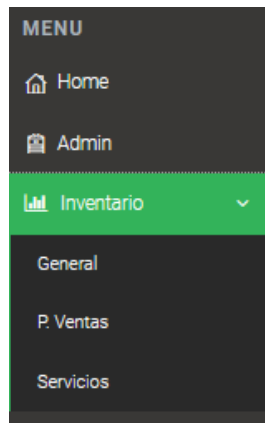 MENU
Home
Admin
Inventario
General
P. Ventas
Servicios